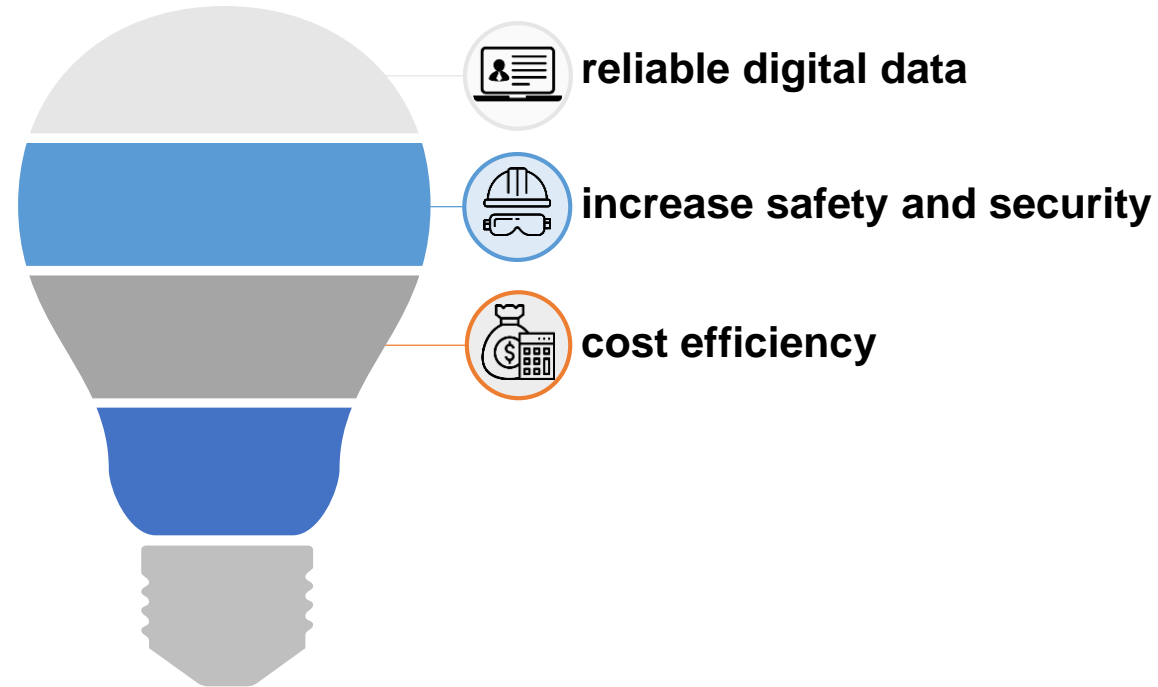 reliable digital data
increase safety and security
$
cost efficiency